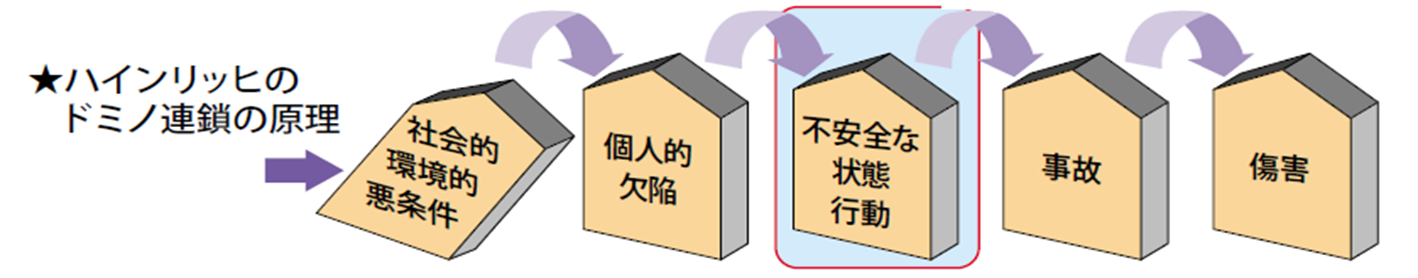 ★ハインリッヒの
ドミノ連鎖の原理
社会的
環境的
悪条件
個人的
欠陥
不安全な
状態
行動
事故
傷害